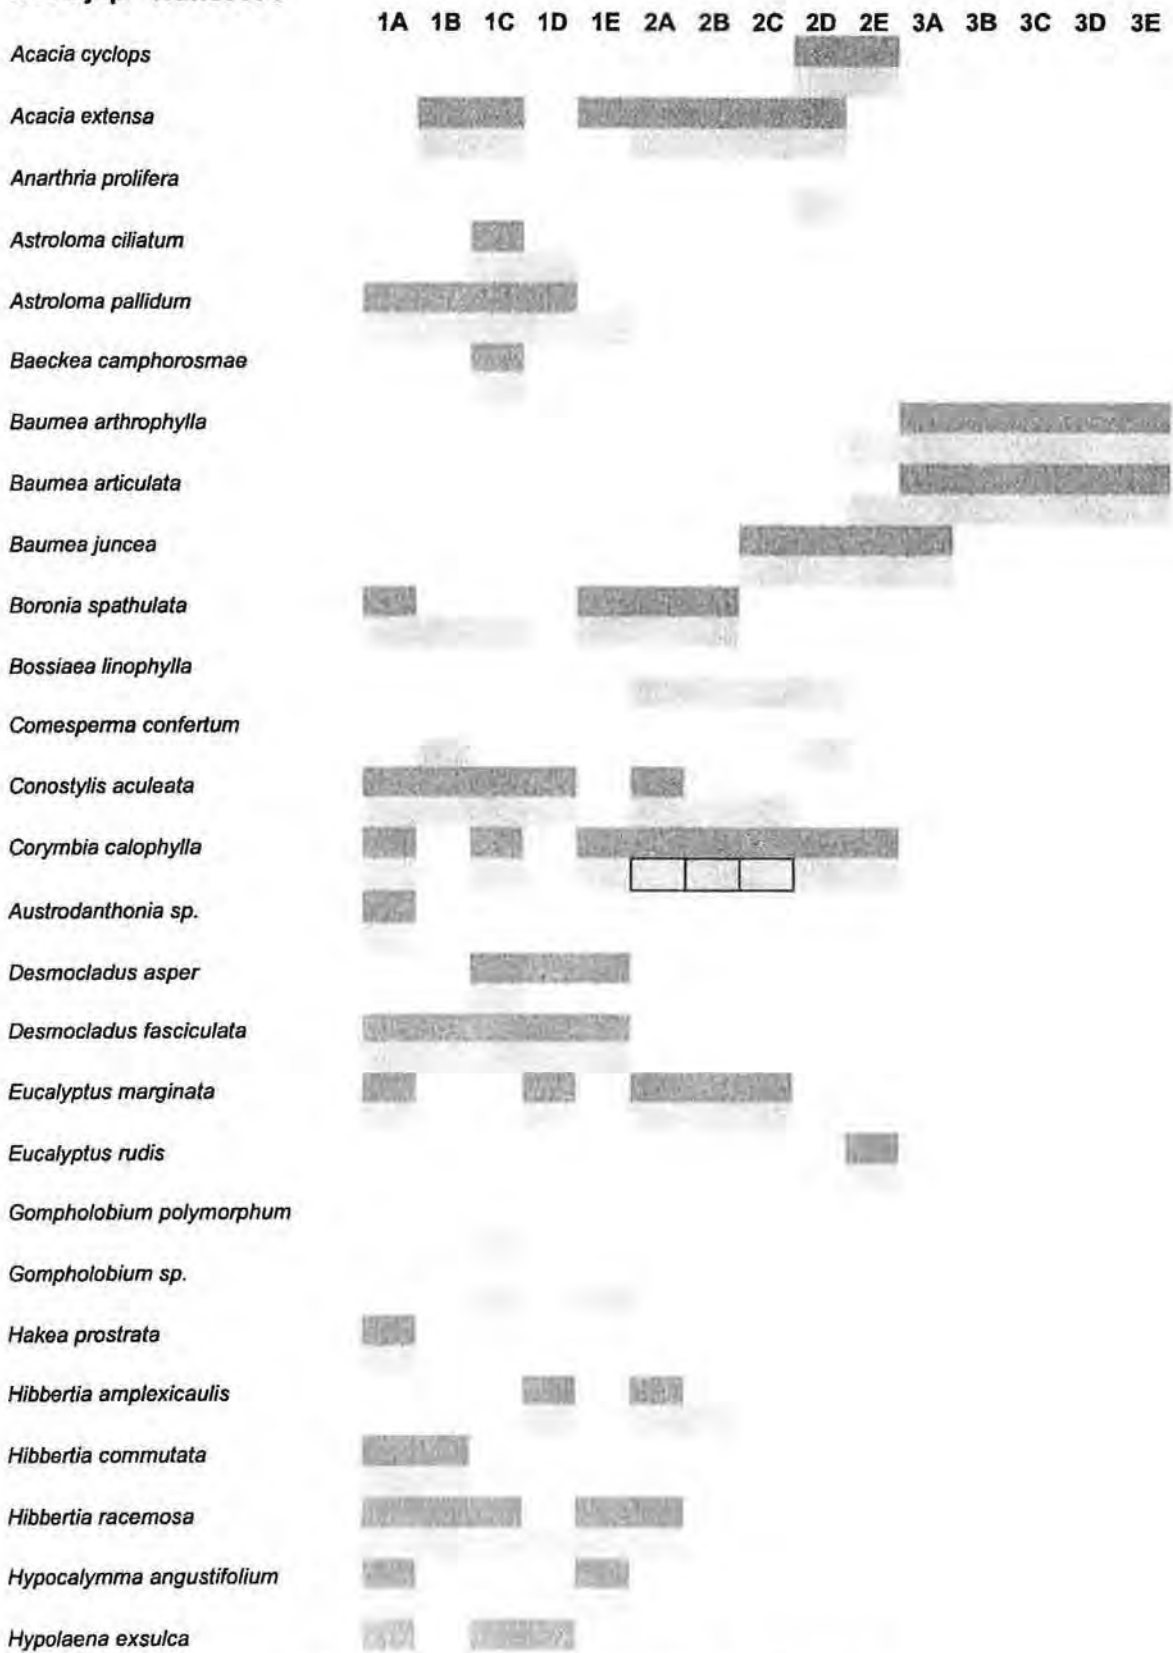 1A 1B 1C 1D 1E 2A 2B 2C 2D 2E 3A 3B 3C 3D 3E
Acacia cyclops
Acacia extensa
Anarthria prolifera
Astroloma ciliatum
Astroloma pallidum
Baeckea camphorosmae
Baumea arthrophylla
Baumea articulata
Baumea juncea
Boronia spathulata
Bossiaea linophylla
Comesperma confertum
Conostylis aculeata
Corymbia calophylla
Austrodanthonia sp.
Desmocladus asper
Desmocladus fasciculata
Eucalyptus marginata
Eucalyptus rudis
Gompholobium polymorphum
Gompholobium sp.
Hakea prostrata
Hibbertia amplexicaulis
Hibbertia commutata
Hibbertia racemosa
Hypocalymma angustifolium
Hypolaena exsulca